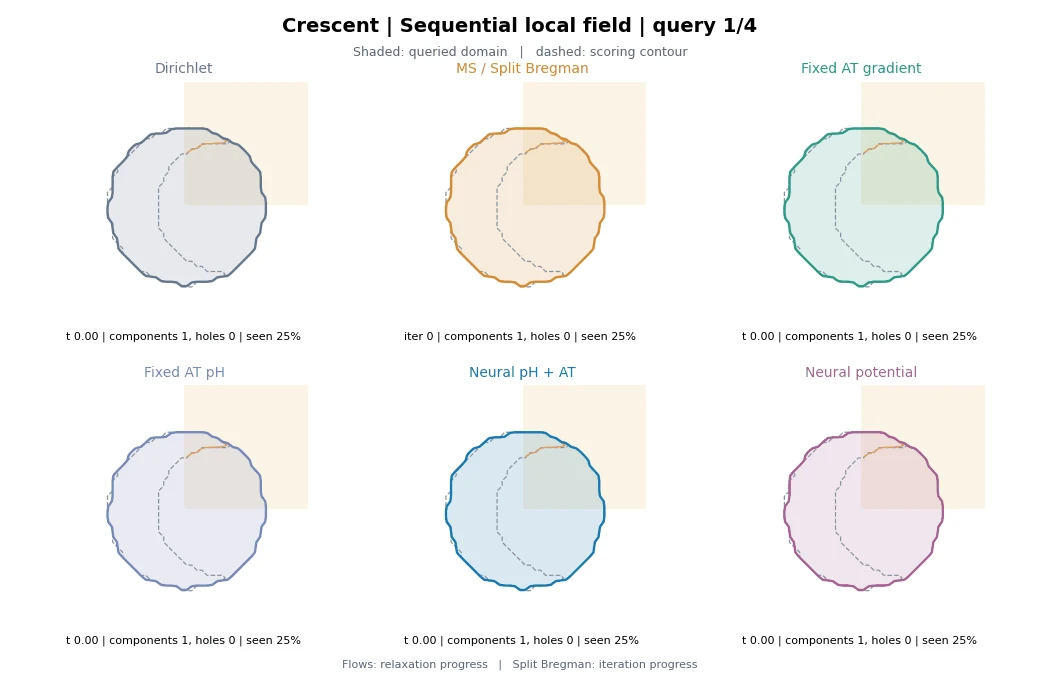 Crescent | Sequential local field | query 1/4
Shaded: queried domain | dashed: scoring contour
Dirichlet
MS / Split Bregman
Fixed AT gradient
t 0.00 | components 1, holes 0 | seen 25%
iter 0 | components 1, holes 0 | seen 25%
t 0.00 | components 1, holes 0 | seen 25%
Fixed AT pH
Neural pH + AT
Neural potential
t 0.00 | components 1, holes 0 | seen 25%
t 0.00 | components 1, holes 0 | seen 25%
t 0.00 | components 1, holes 0 | seen 25%
Flows: relaxation progress | Split Bregman: iteration progress